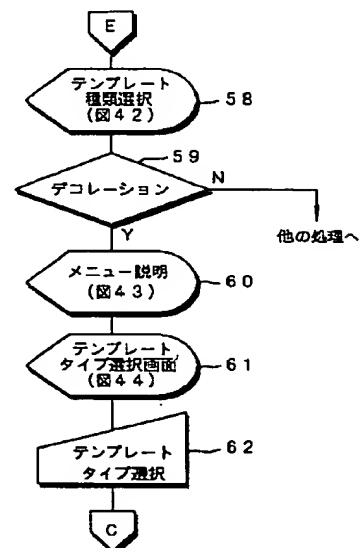 E
テンプレート
種類選択
(図42)
58
59
デコレーション
N
他の処理へ
Y
メニュー説明
(図43)
60
テンプレート
タイプ選択画面
(図44)
61
テンプレート
タイプ選択
62
C